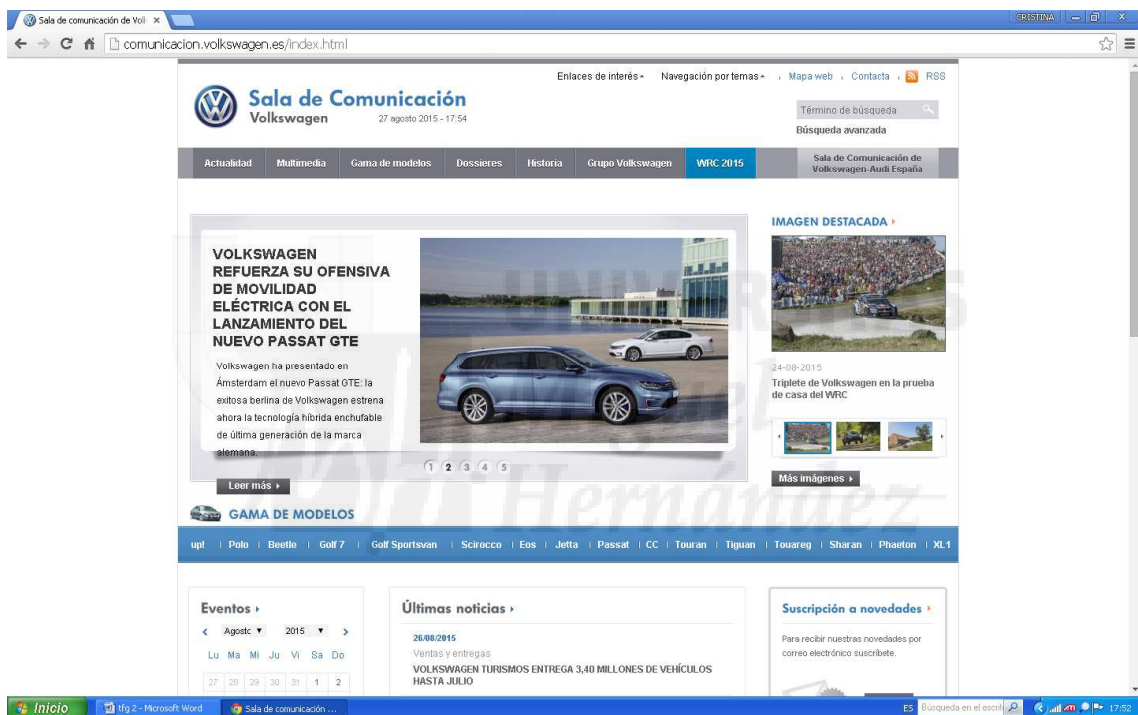 Sala de comunicación de Vol
CRISTINA
comunicacion.volkswagen.es/index.html
Enlaces de interés Navegación por temas Mapa web Contacta RSS
Sala de Comunicación
Volkswagen 27 agosto 2015 - 17:54
Término de búsqueda
Búsqueda avanzada
Actualidad Multimedia Gama de modelos Dossieres Historia Grupo Volkswagen WRC 2015
Sala de Comunicación de
Volkswagen-Audi España
VOLKSWAGEN
REFUERZA SU OFENSIVA
DE MOVILIDAD
ELÉCTRICA CON EL
LANZAMIENTO DEL
NUEVO PASSAT GTE
Volkswagen ha presentado en
Ámsterdam el nuevo Passat GTE: la
exitosa berlina de Volkswagen estrena
ahora la tecnología híbrida enchufable
de última generación de la marca
alemana.
Leer más
1 2 3 4 5
IMAGEN DESTACADA
24-08-2015
Triplete de Volkswagen en la prueba
de casa del WRC
Más imágenes
Miguel
Hernández
GAMA DE MODELOS
up! | Polo | Beetle | Golf 7 | Golf Sportsvan | Scirocco | Eos | Jetta | Passat | CC | Touran | Tiguan | Touareg | Sharan | Phaeton | XL1
Eventos
Agostc 2015
Lu Ma Mi Ju Vi Sa Do
27 28 29 30 31 1 2
Últimas noticias
26/08/2015
Ventas y entregas
VOLKSWAGEN TURISMOS ENTREGA 3,40 MILLONES DE VEHÍCULOS
HASTA JULIO
Suscripción a novedades
Para recibir nuestras novedades por
correo electrónico suscríbete.
Inicio tfg 2 - Microsoft Word Sala de comunicación ... ES Búsqueda en el escrit 17:52